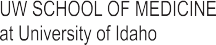 UW SCHOOL OF MEDICINE
at University of Idaho